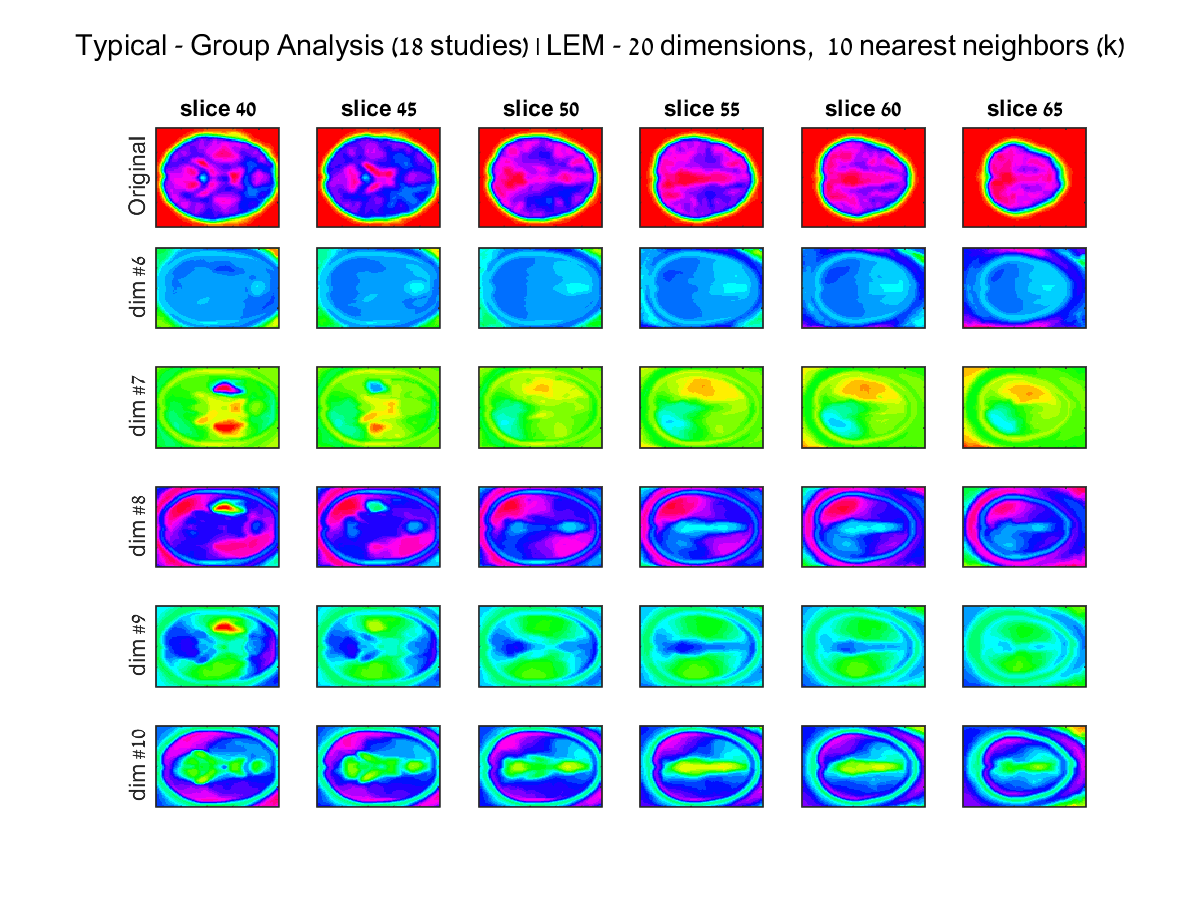 Typical - Group Analysis (18 studies) | LEM - 20 dimensions, 10 nearest neighbors (k)
slice 40 slice 45 slice 50 slice 55 slice 60 slice 65
Original
dim #6
dim #7
dim #8
dim #9
dim #10